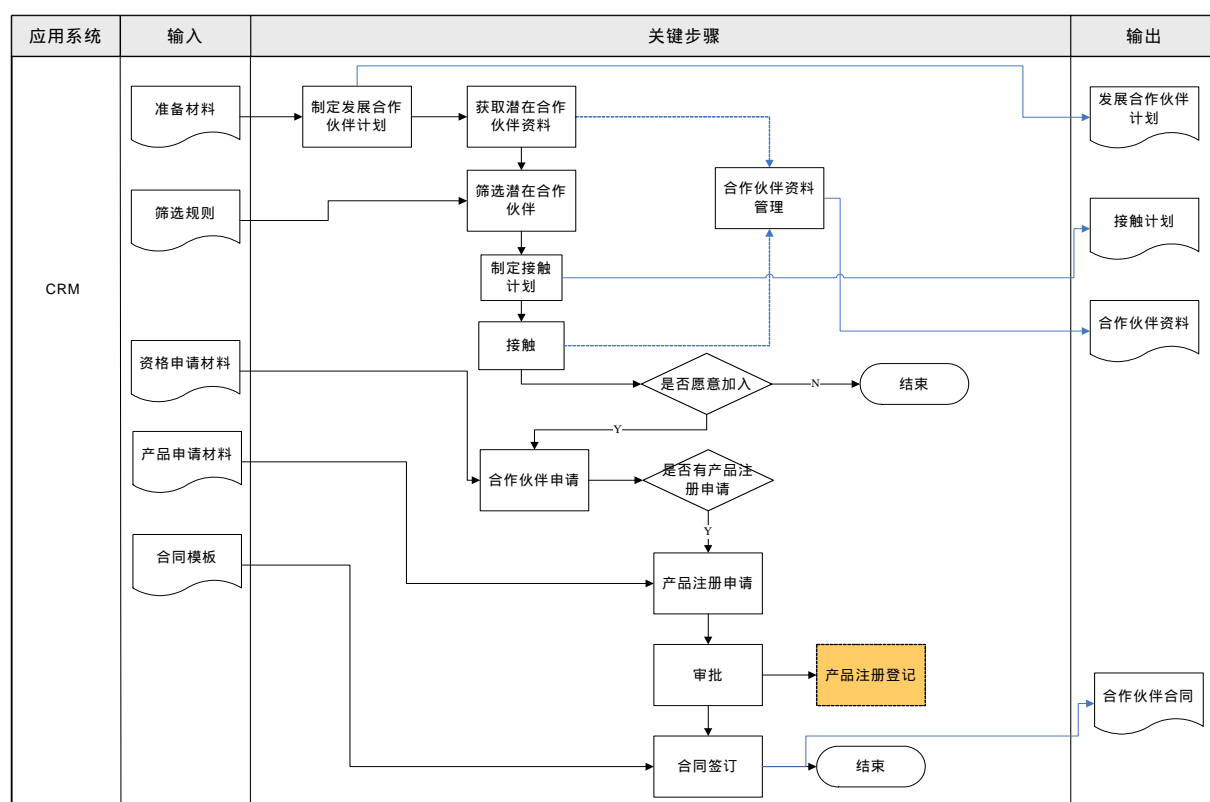 应用系统
输入
关键步骤
输出
准备材料
制定发展合作
伙伴计划
获取潜在合作
伙伴资料
发展合作伙伴
计划
筛选规则
筛选潜在合作
伙伴
合作伙伴资料
管理
接触计划
CRM
制定接触
计划
接触
合作伙伴资料
资格申请材料
是否愿意加入
N
结束
Y
产品申请材料
合作伙伴申请
是否有产品注
册申请
Y
合同模板
产品注册申请
审批
产品注册登记
合作伙伴合同
合同签订
结束